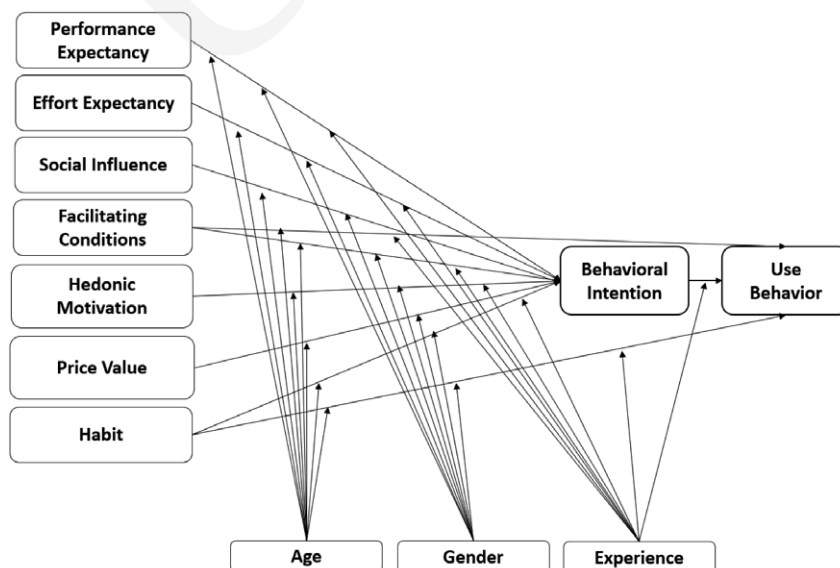 Performance
Expectancy
Effort Expectancy
Social Influence
Facilitating
Conditions
Hedonic
Motivation
Price Value
Habit
Behavioral
Intention
Use
Behavior
Age
Gender
Experience